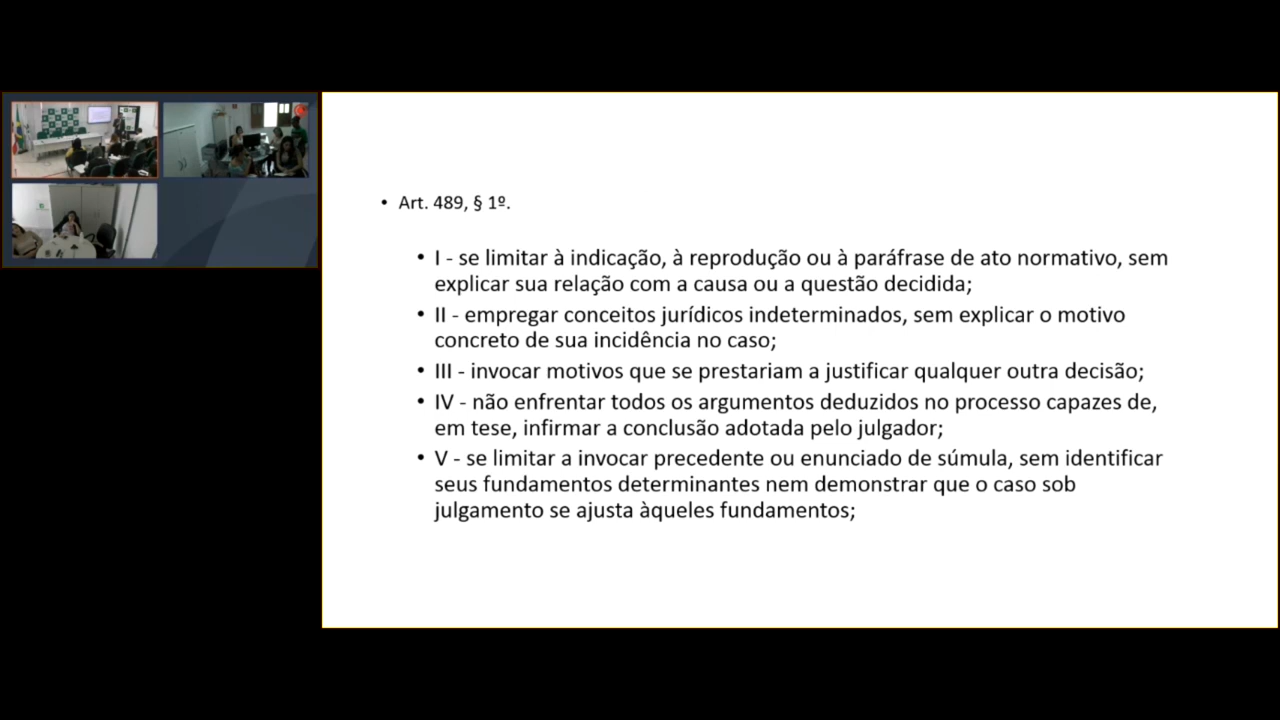 • Art. 489, § 1º.
• I - se limitar à indicação, à reprodução ou à paráfrase de ato normativo, sem
explicar sua relação com a causa ou a questão decidida;
• II - empregar conceitos jurídicos indeterminados, sem explicar o motivo
concreto de sua incidência no caso;
• III - invocar motivos que se prestariam a justificar qualquer outra decisão;
• IV - não enfrentar todos os argumentos deduzidos no processo capazes de,
em tese, infirmar a conclusão adotada pelo julgador;
• V - se limitar a invocar precedente ou enunciado de súmula, sem identificar
seus fundamentos determinantes nem demonstrar que o caso sob
julgamento se ajusta àqueles fundamentos;